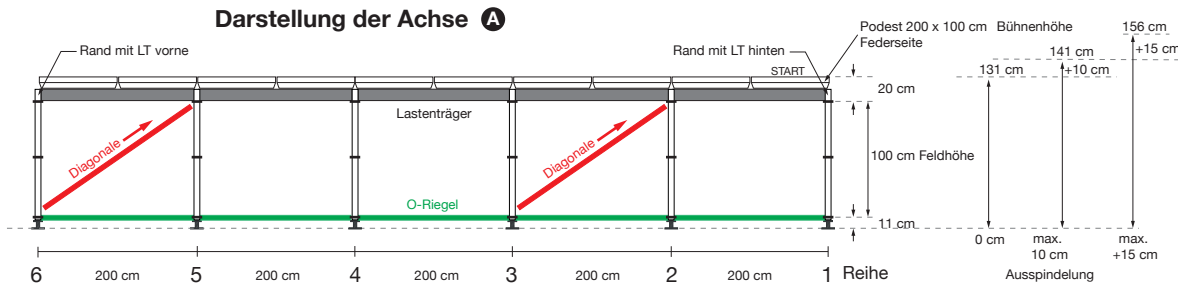 Darstellung der Achse A
Rand mit LT vorne
Rand mit LT hinten
START
Podest 200 x 100 cm
Federseite
Bühnenhöhe
156 cm
+15 cm
141 cm
+10 cm
131 cm
20 cm
Lastenträger
Diagonale
Diagonale
100 cm Feldhöhe
O-Riegel
11 cm
0 cm
max.
10 cm
max.
+15 cm
Ausspindelung
6 200 cm 5 200 cm 4 200 cm 3 200 cm 2 200 cm 1 Reihe